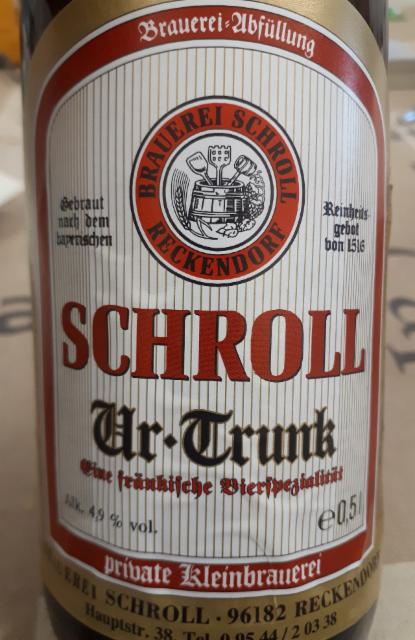 Brauerei-Abfüllung
BRAUEREI SCHROLL
RECKENDORF
Gebraut
nach dem
bayerischen
Reinheits-
gebot
von 1516
SCHROLL
Ur-Trunk
Eine fränkische Bierspezialität
Alk. 4,9 % vol.
e 0,5 l
private Kleinbrauerei
SCHROLL · 96182 RECKENDORF
Hauptstr. 38 Tel. 0 95 44 / 2 03 38